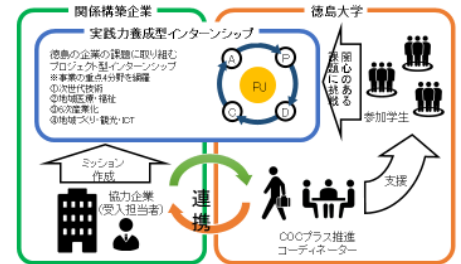 関係構築企業
徳島大学
実践力養成型インターンシップ
徳島の企業の課題に取り組む
プロジェクト型インターンシップ
※事業の重点4分野を網羅
①次世代技術
②地域医療・福祉
③6次産業化
④地域づくり・観光・ICT
A
P
PJ
C
D
関心のある
課題に挑戦
参加学生
ミッション
作成
協力企業
(受入担当者)
連携
支援
COCプラス推進
コーディネーター